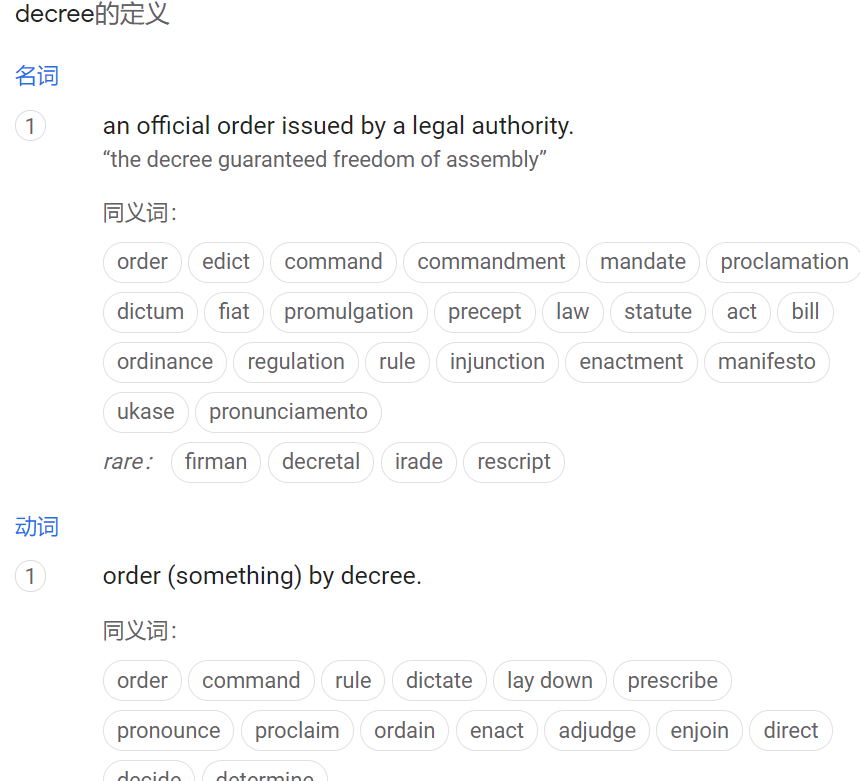 decree的定义
名词
1 an official order issued by a legal authority.
“the decree guaranteed freedom of assembly”
同义词：
order edict command commandment mandate proclamation
dictum fiat promulgation precept law statute act bill
ordinance regulation rule injunction enactment manifesto
ukase pronunciamento
rare： firman decretal irade rescript
动词
1 order (something) by decree.
同义词：
order command rule dictate lay down prescribe
pronounce proclaim ordain enact adjudge enjoin direct
decide determine